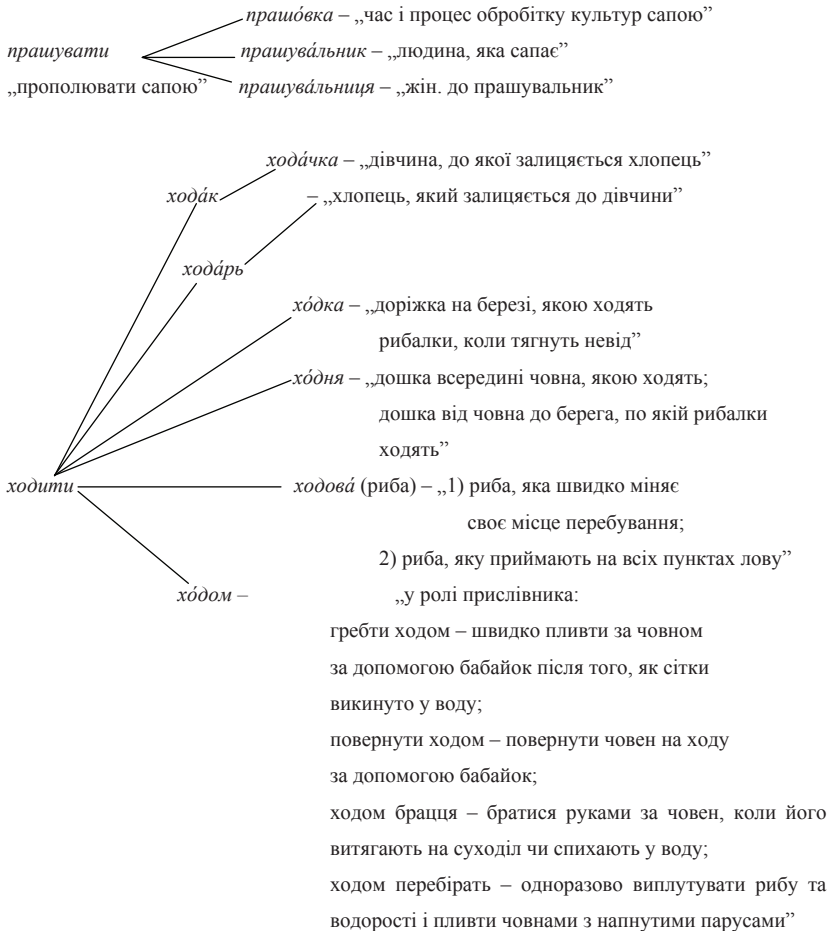 прашо́вка – „час і процес обробітку культур сапою”
прашувати прашува́льник – „людина, яка сапає”
„прополювати сапою” прашува́льниця – „жін. до прашувальник”
хода́чка – „дівчина, до якої залицяється хлопець”
хода́к – „хлопець, який залицяється до дівчини”
хода́рь
хо́дка – „доріжка на березі, якою ходять
рибалки, коли тягнуть невід”
хо́дня – „дошка всередині човна, якою ходять;
дошка від човна до берега, по якій рибалки
ходять”
ходити ходова́ (риба) – „1) риба, яка швидко міняє
своє місце перебування;
2) риба, яку приймають на всіх пунктах лову”
хо́дом – „у ролі прислівника:
гребти ходом – швидко пливти за човном
за допомогою бабайок після того, як сітки
викинуто у воду;
повернути ходом – повернути човен на ходу
за допомогою бабайок;
ходом брацця – братися руками за човен, коли його
витягають на суходіл чи спихають у воду;
ходом перебірать – одноразово виплутувати рибу та
водорості і пливти човнами з напнутими парусами”